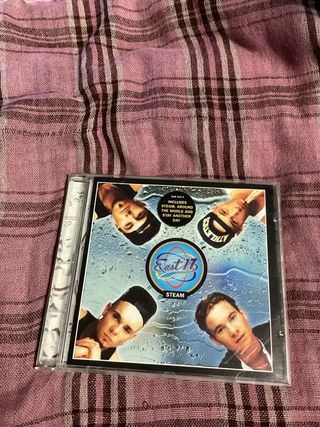 INCLUDES
STEAM, AROUND
THE WORLD AND
STAY ANOTHER
DAY
East 17
STEAM